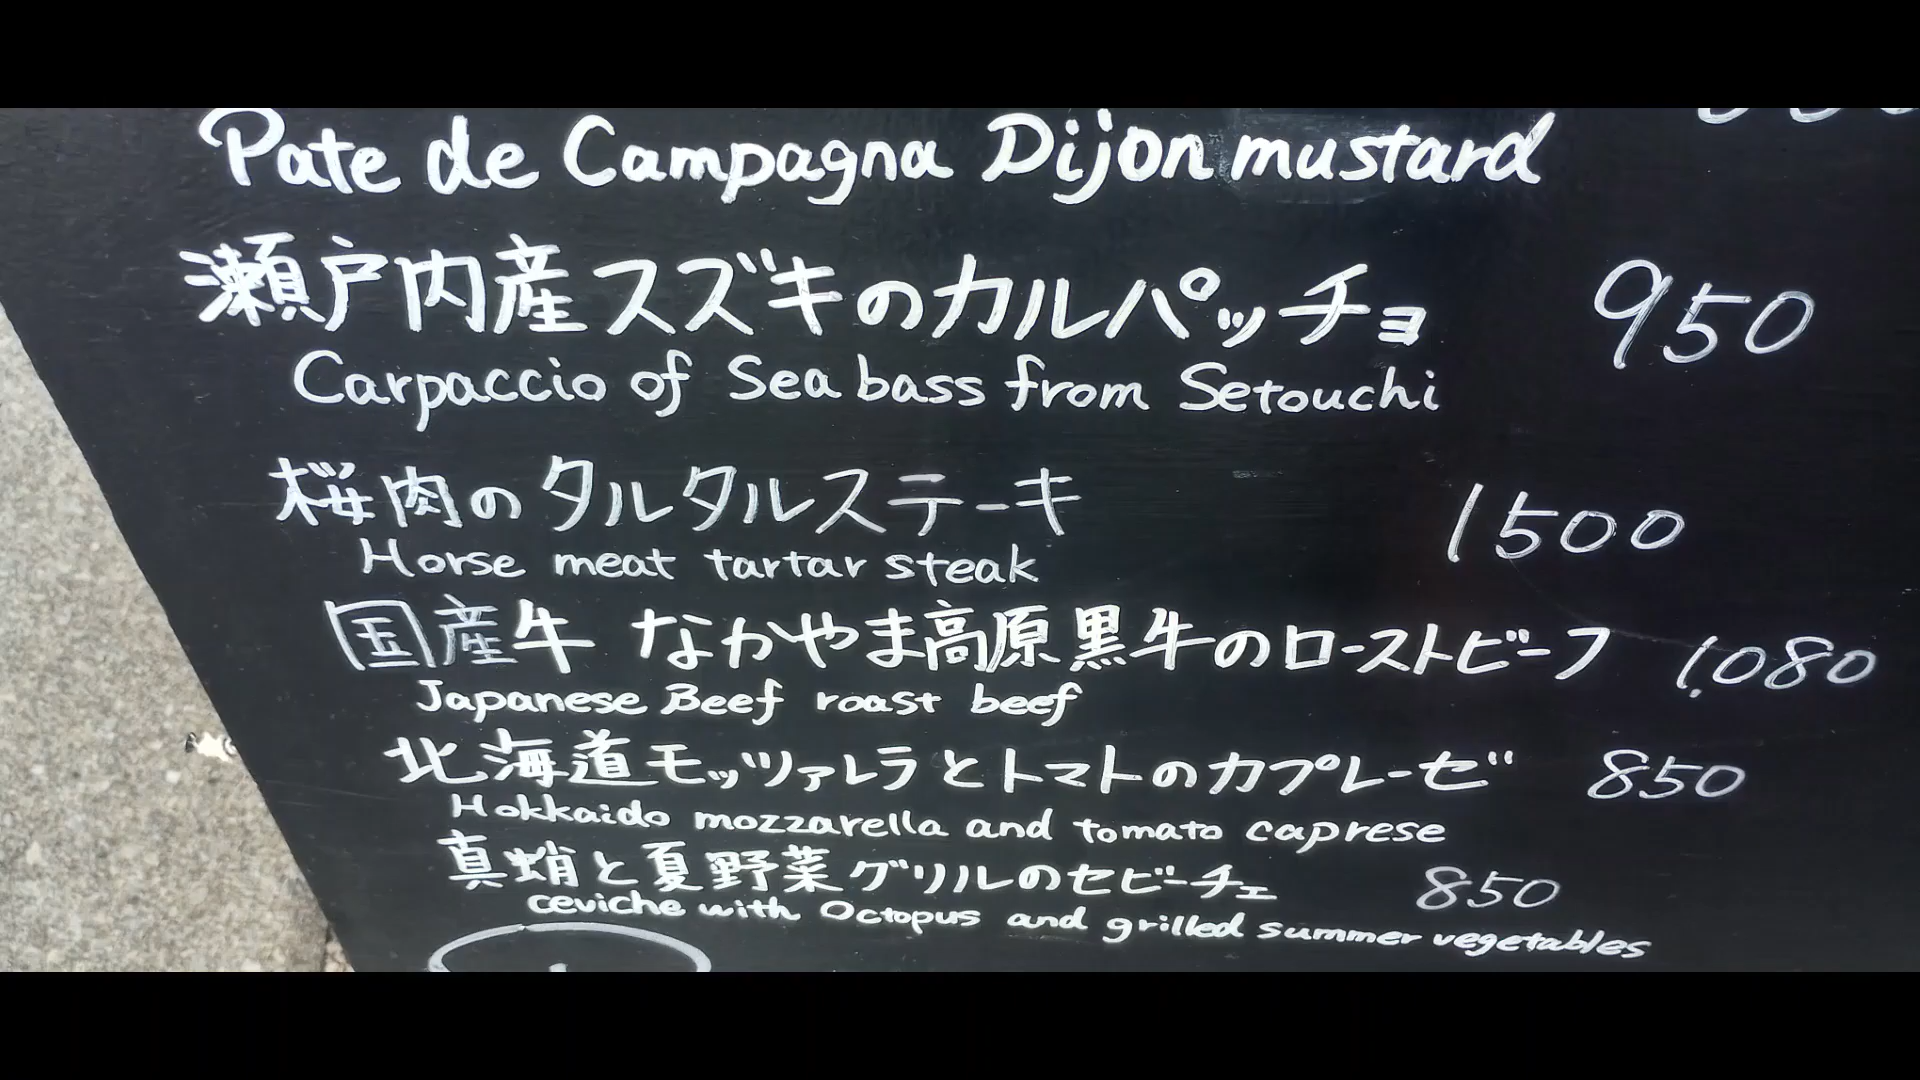 Pate de Campagna Dijon mustard
瀬戸内産スズキのカルパッチョ 950
Carpaccio of Sea bass from Setouchi
桜肉のタルタルステーキ 1500
Horse meat tartar steak
国産牛 なかやま高原黒牛のローストビーフ 1,080
Japanese Beef roast beef
北海道モッツァレラとトマトのカプレーゼ 850
Hokkaido mozzarella and tomato caprese
真蛸と夏野菜グリルのセビーチェ 850
ceviche with Octopus and grilled summer vegetables